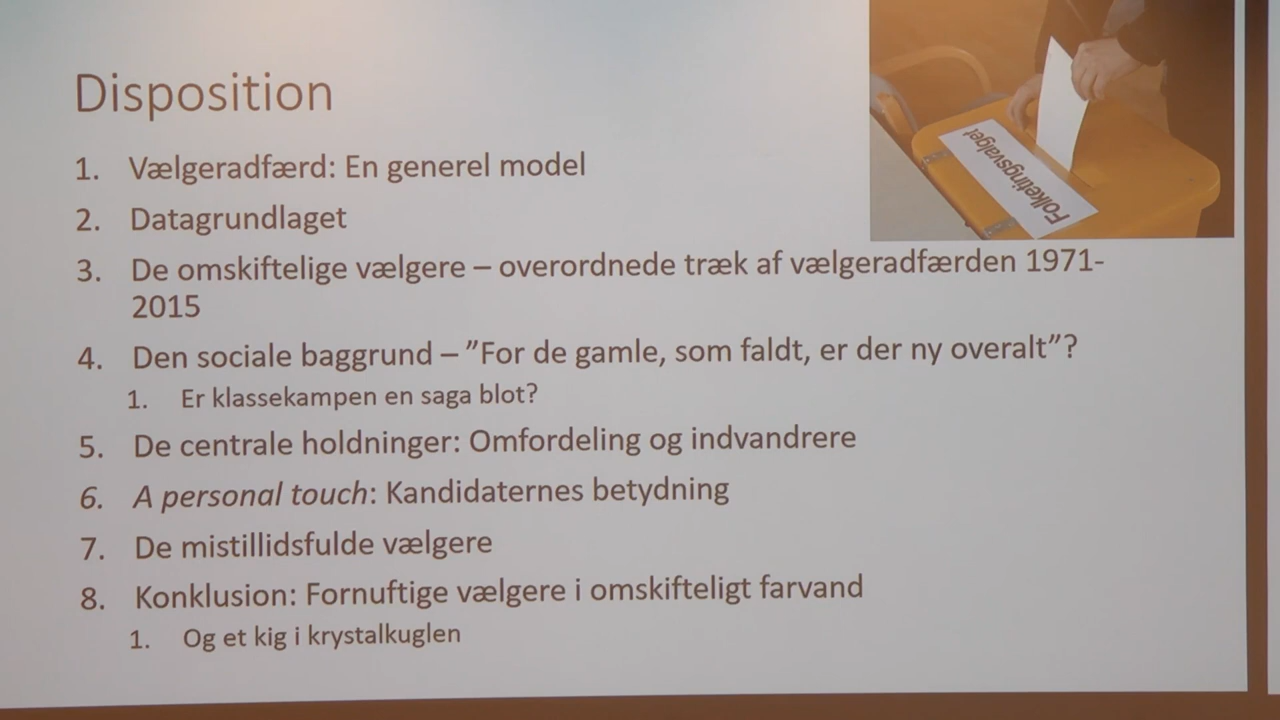 Disposition
Folketingsvalget
1. Vælgeradfærd: En generel model
2. Datagrundlaget
3. De omskiftelige vælgere – overordnede træk af vælgeradfærden 1971-
2015
4. Den sociale baggrund – ”For de gamle, som faldt, er der ny overalt”?
1. Er klassekampen en saga blot?
5. De centrale holdninger: Omfordeling og indvandrere
6. A personal touch: Kandidaternes betydning
7. De mistillidsfulde vælgere
8. Konklusion: Fornuftige vælgere i omskifteligt farvand
1. Og et kig i krystalkuglen